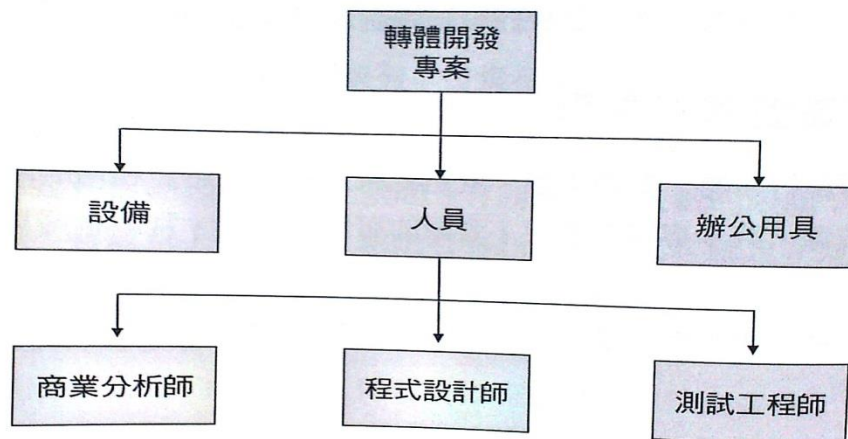 轉體開發
專案
設備
人員
辦公用具
商業分析師
程式設計師
測試工程師